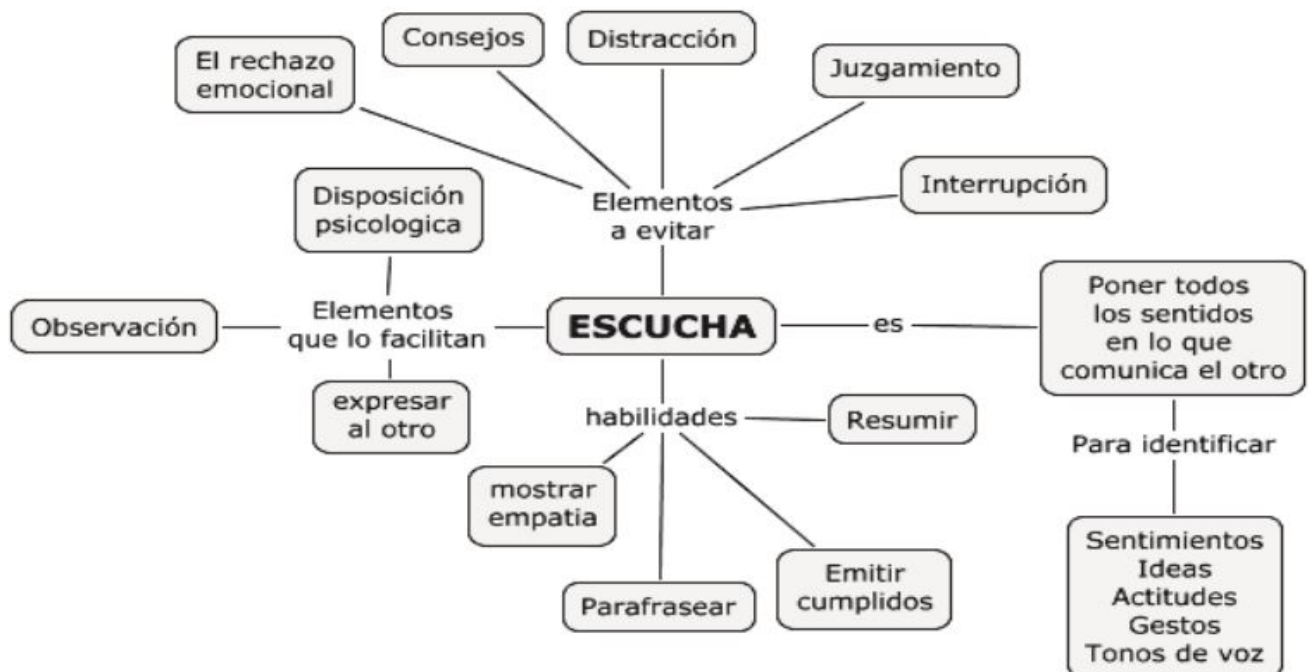 El rechazo
emocional
Consejos
Distracción
Juzgamiento
Interrupción
Elementos
a evitar
Disposición
psicologica
Observación
Elementos
que lo facilitan
expresar
al otro
ESCUCHA
es
Poner todos
los sentidos
en lo que
comunica el otro
Para identificar
Sentimientos
Ideas
Actitudes
Gestos
Tonos de voz
habilidades
Resumir
mostrar
empatia
Parafrasear
Emitir
cumplidos